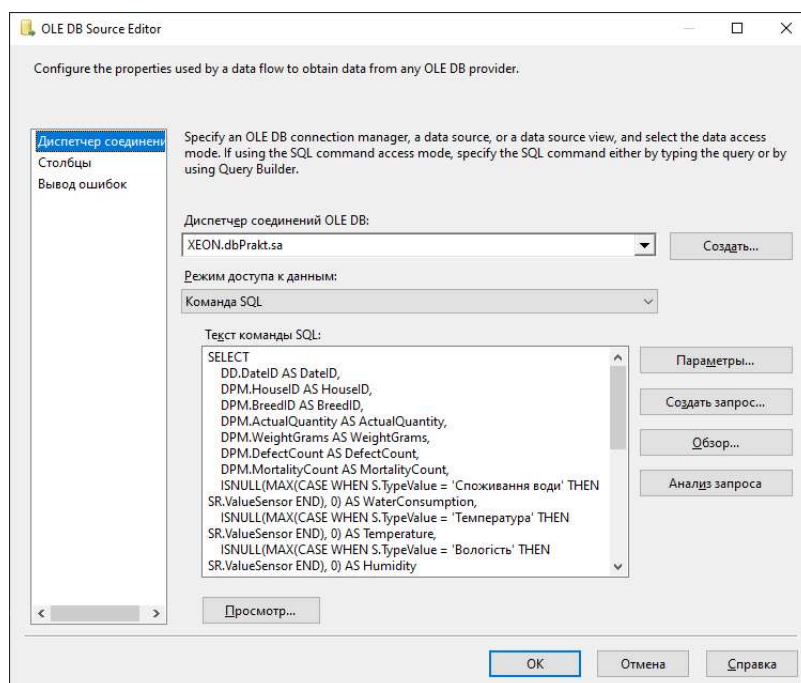 OLE DB Source Editor
Configure the properties used by a data flow to obtain data from any OLE DB provider.
Диспетчер соединени
Столбцы
Вывод ошибок
Specify an OLE DB connection manager, a data source, or a data source view, and select the data access
mode. If using the SQL command access mode, specify the SQL command either by typing the query or by
using Query Builder.
Диспетчер соединений OLE DB:
XEON.dbPrakt.sa
Создать...
Режим доступа к данным:
Команда SQL
Текст команды SQL:
SELECT
DD.DateID AS DateID,
DPM.HouseID AS HouseID,
DPM.BreedID AS BreedID,
DPM.ActualQuantity AS ActualQuantity,
DPM.WeightGrams AS WeightGrams,
DPM.DefectCount AS DefectCount,
DPM.MortalityCount AS MortalityCount,
ISNULL(MAX(CASE WHEN S.TypeValue = 'Споживання води' THEN
SR.ValueSensor END), 0) AS WaterConsumption,
ISNULL(MAX(CASE WHEN S.TypeValue = 'Температура' THEN
SR.ValueSensor END), 0) AS Temperature,
ISNULL(MAX(CASE WHEN S.TypeValue = 'Вологість' THEN
SR.ValueSensor END), 0) AS Humidity
Параметры...
Создать запрос...
Обзор...
Анализ запроса
Просмотр...
OK
Отмена
Справка